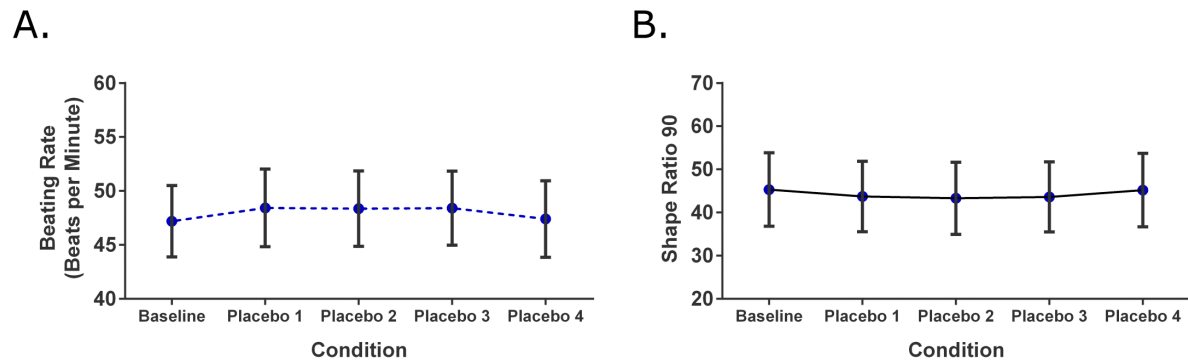 A.
Beating Rate
(Beats per Minute)
60
55
50
45
40
Baseline
Placebo 1
Placebo 2
Placebo 3
Placebo 4
Condition
B.
Shape Ratio 90
70
60
50
40
30
20
Baseline
Placebo 1
Placebo 2
Placebo 3
Placebo 4
Condition